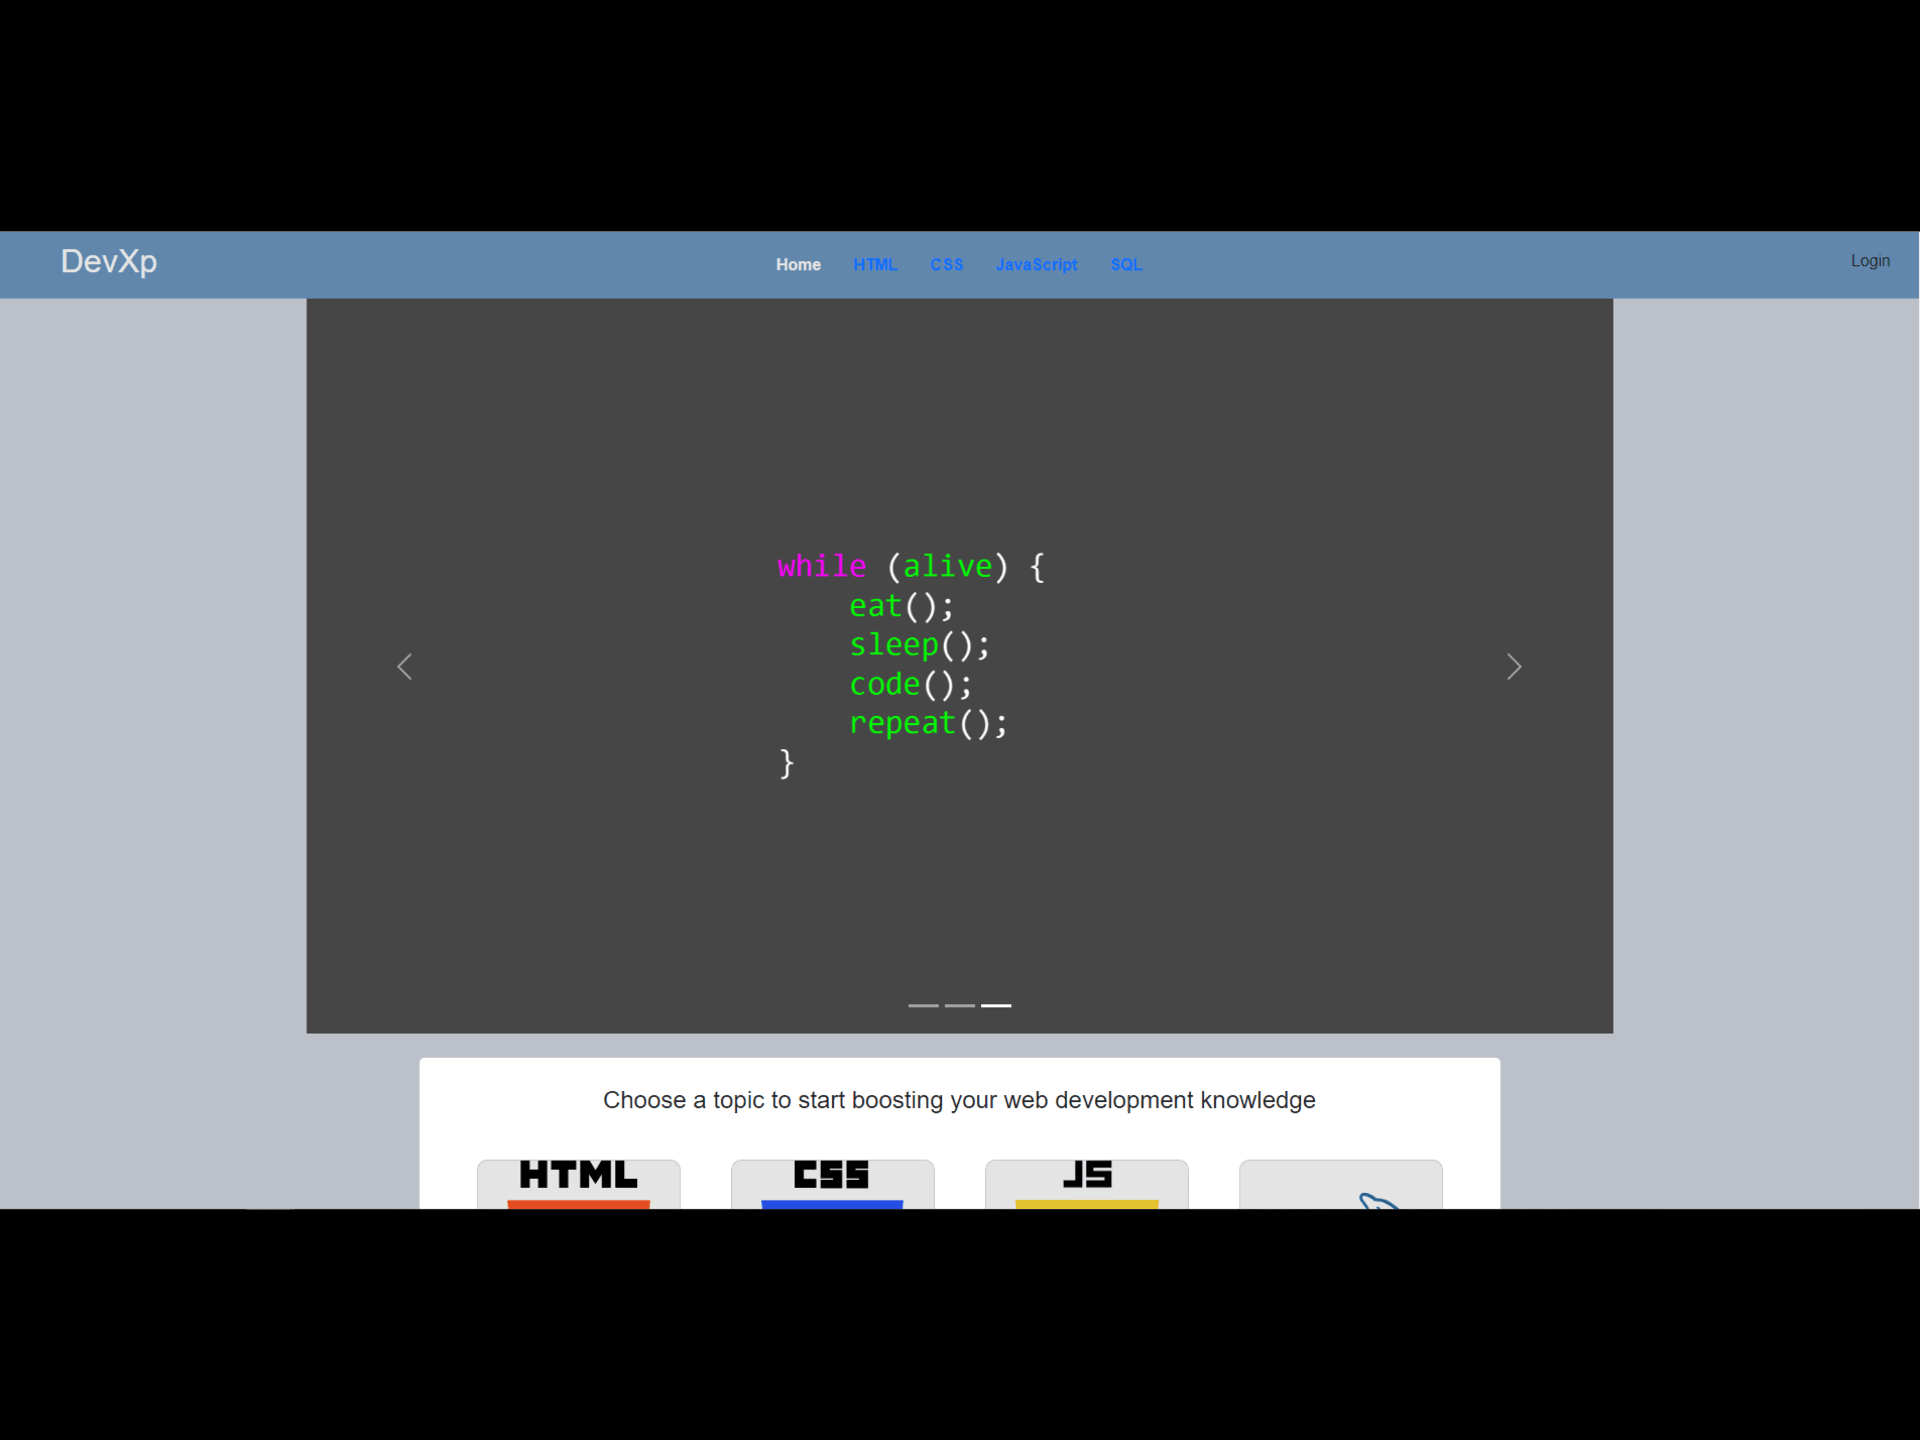 DevXp
Home HTML CSS JavaScript SQL
Login
while (alive) {
    eat();
    sleep();
    code();
    repeat();
}
Choose a topic to start boosting your web development knowledge
HTML CSS JS